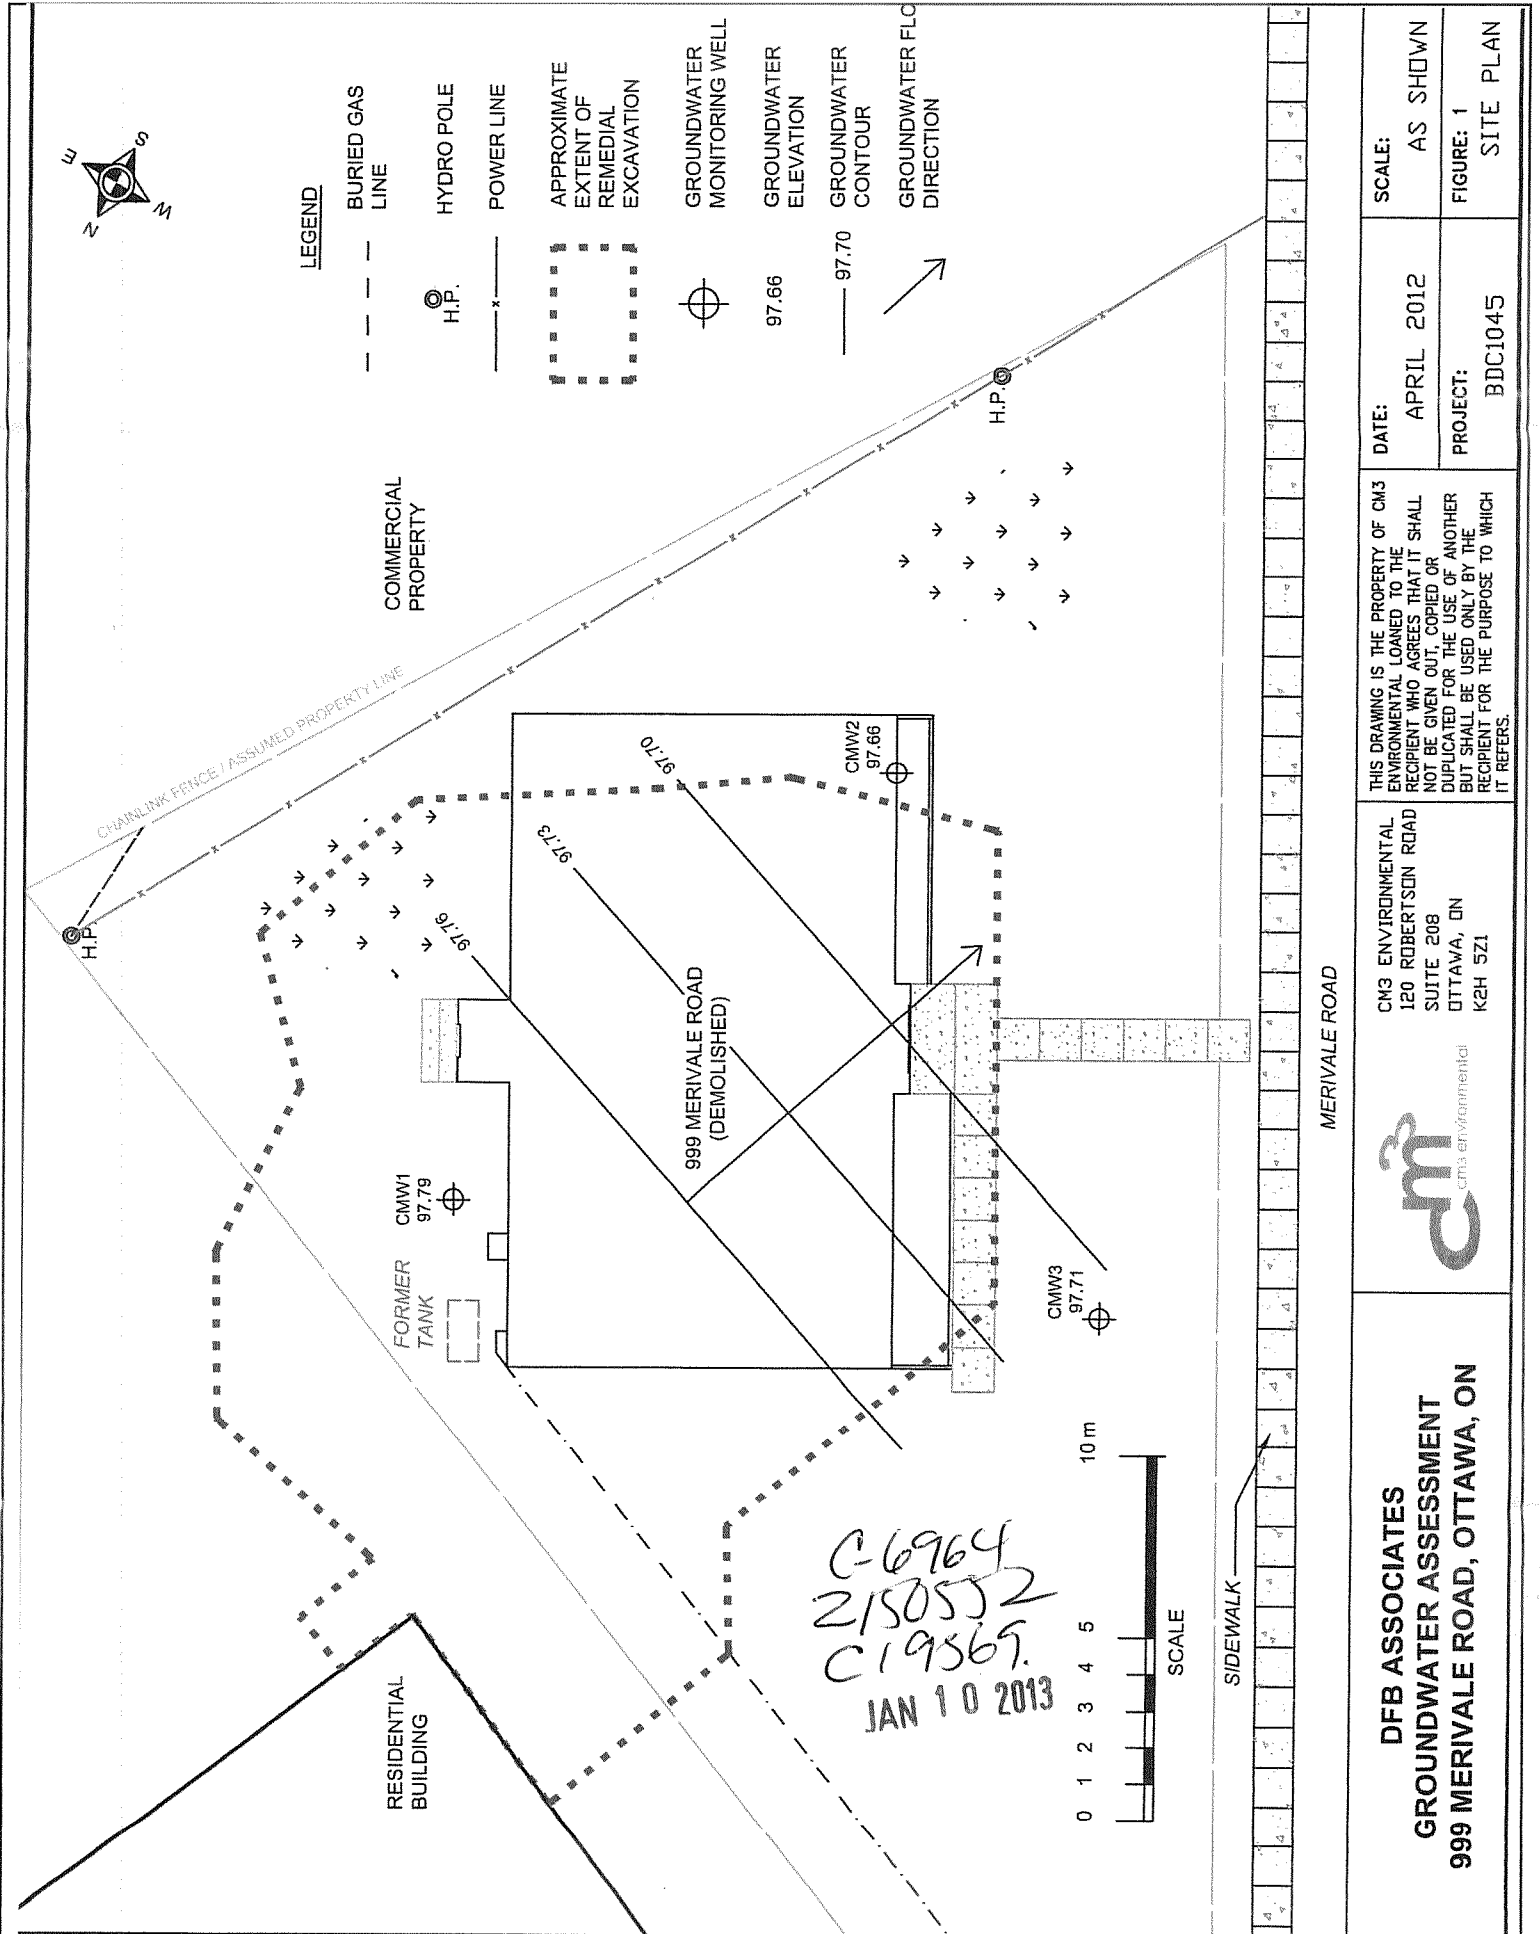 N
E
S
W
LEGEND
BURIED GAS
LINE
H.P.
HYDRO POLE
POWER LINE
APPROXIMATE
EXTENT OF
REMEDIAL
EXCAVATION
GROUNDWATER
MONITORING WELL
97.66
GROUNDWATER
ELEVATION
97.70
GROUNDWATER
CONTOUR
GROUNDWATER FLO
DIRECTION
COMMERCIAL
PROPERTY
CHAINLINK FENCE / ASSUMED PROPERTY LINE
H.P.
H.P.
97.76
97.73
97.70
CMW2
97.66
CMW1
97.79
FORMER
TANK
999 MERIVALE ROAD
(DEMOLISHED)
CMW3
97.71
RESIDENTIAL
BUILDING
C-6964
Z150552
C19569.
JAN 10 2013
0 1 2 3 4 5 10 m
SCALE
SIDEWALK
MERIVALE ROAD
DFB ASSOCIATES
GROUNDWATER ASSESSMENT
999 MERIVALE ROAD, OTTAWA, ON
cm3
cm3 environmental
CM3 ENVIRONMENTAL
120 ROBERTSON ROAD
SUITE 208
OTTAWA, ON
K2H 5Z1
THIS DRAWING IS THE PROPERTY OF CM3
ENVIRONMENTAL LOANED TO THE
RECIPIENT WHO AGREES THAT IT SHALL
NOT BE GIVEN OUT, COPIED OR
DUPLICATED FOR THE USE OF ANOTHER
BUT SHALL BE USED ONLY BY THE
RECIPIENT FOR THE PURPOSE TO WHICH
IT REFERS.
DATE:
APRIL 2012
SCALE:
AS SHOWN
PROJECT:
BDC1045
FIGURE: 1
SITE PLAN